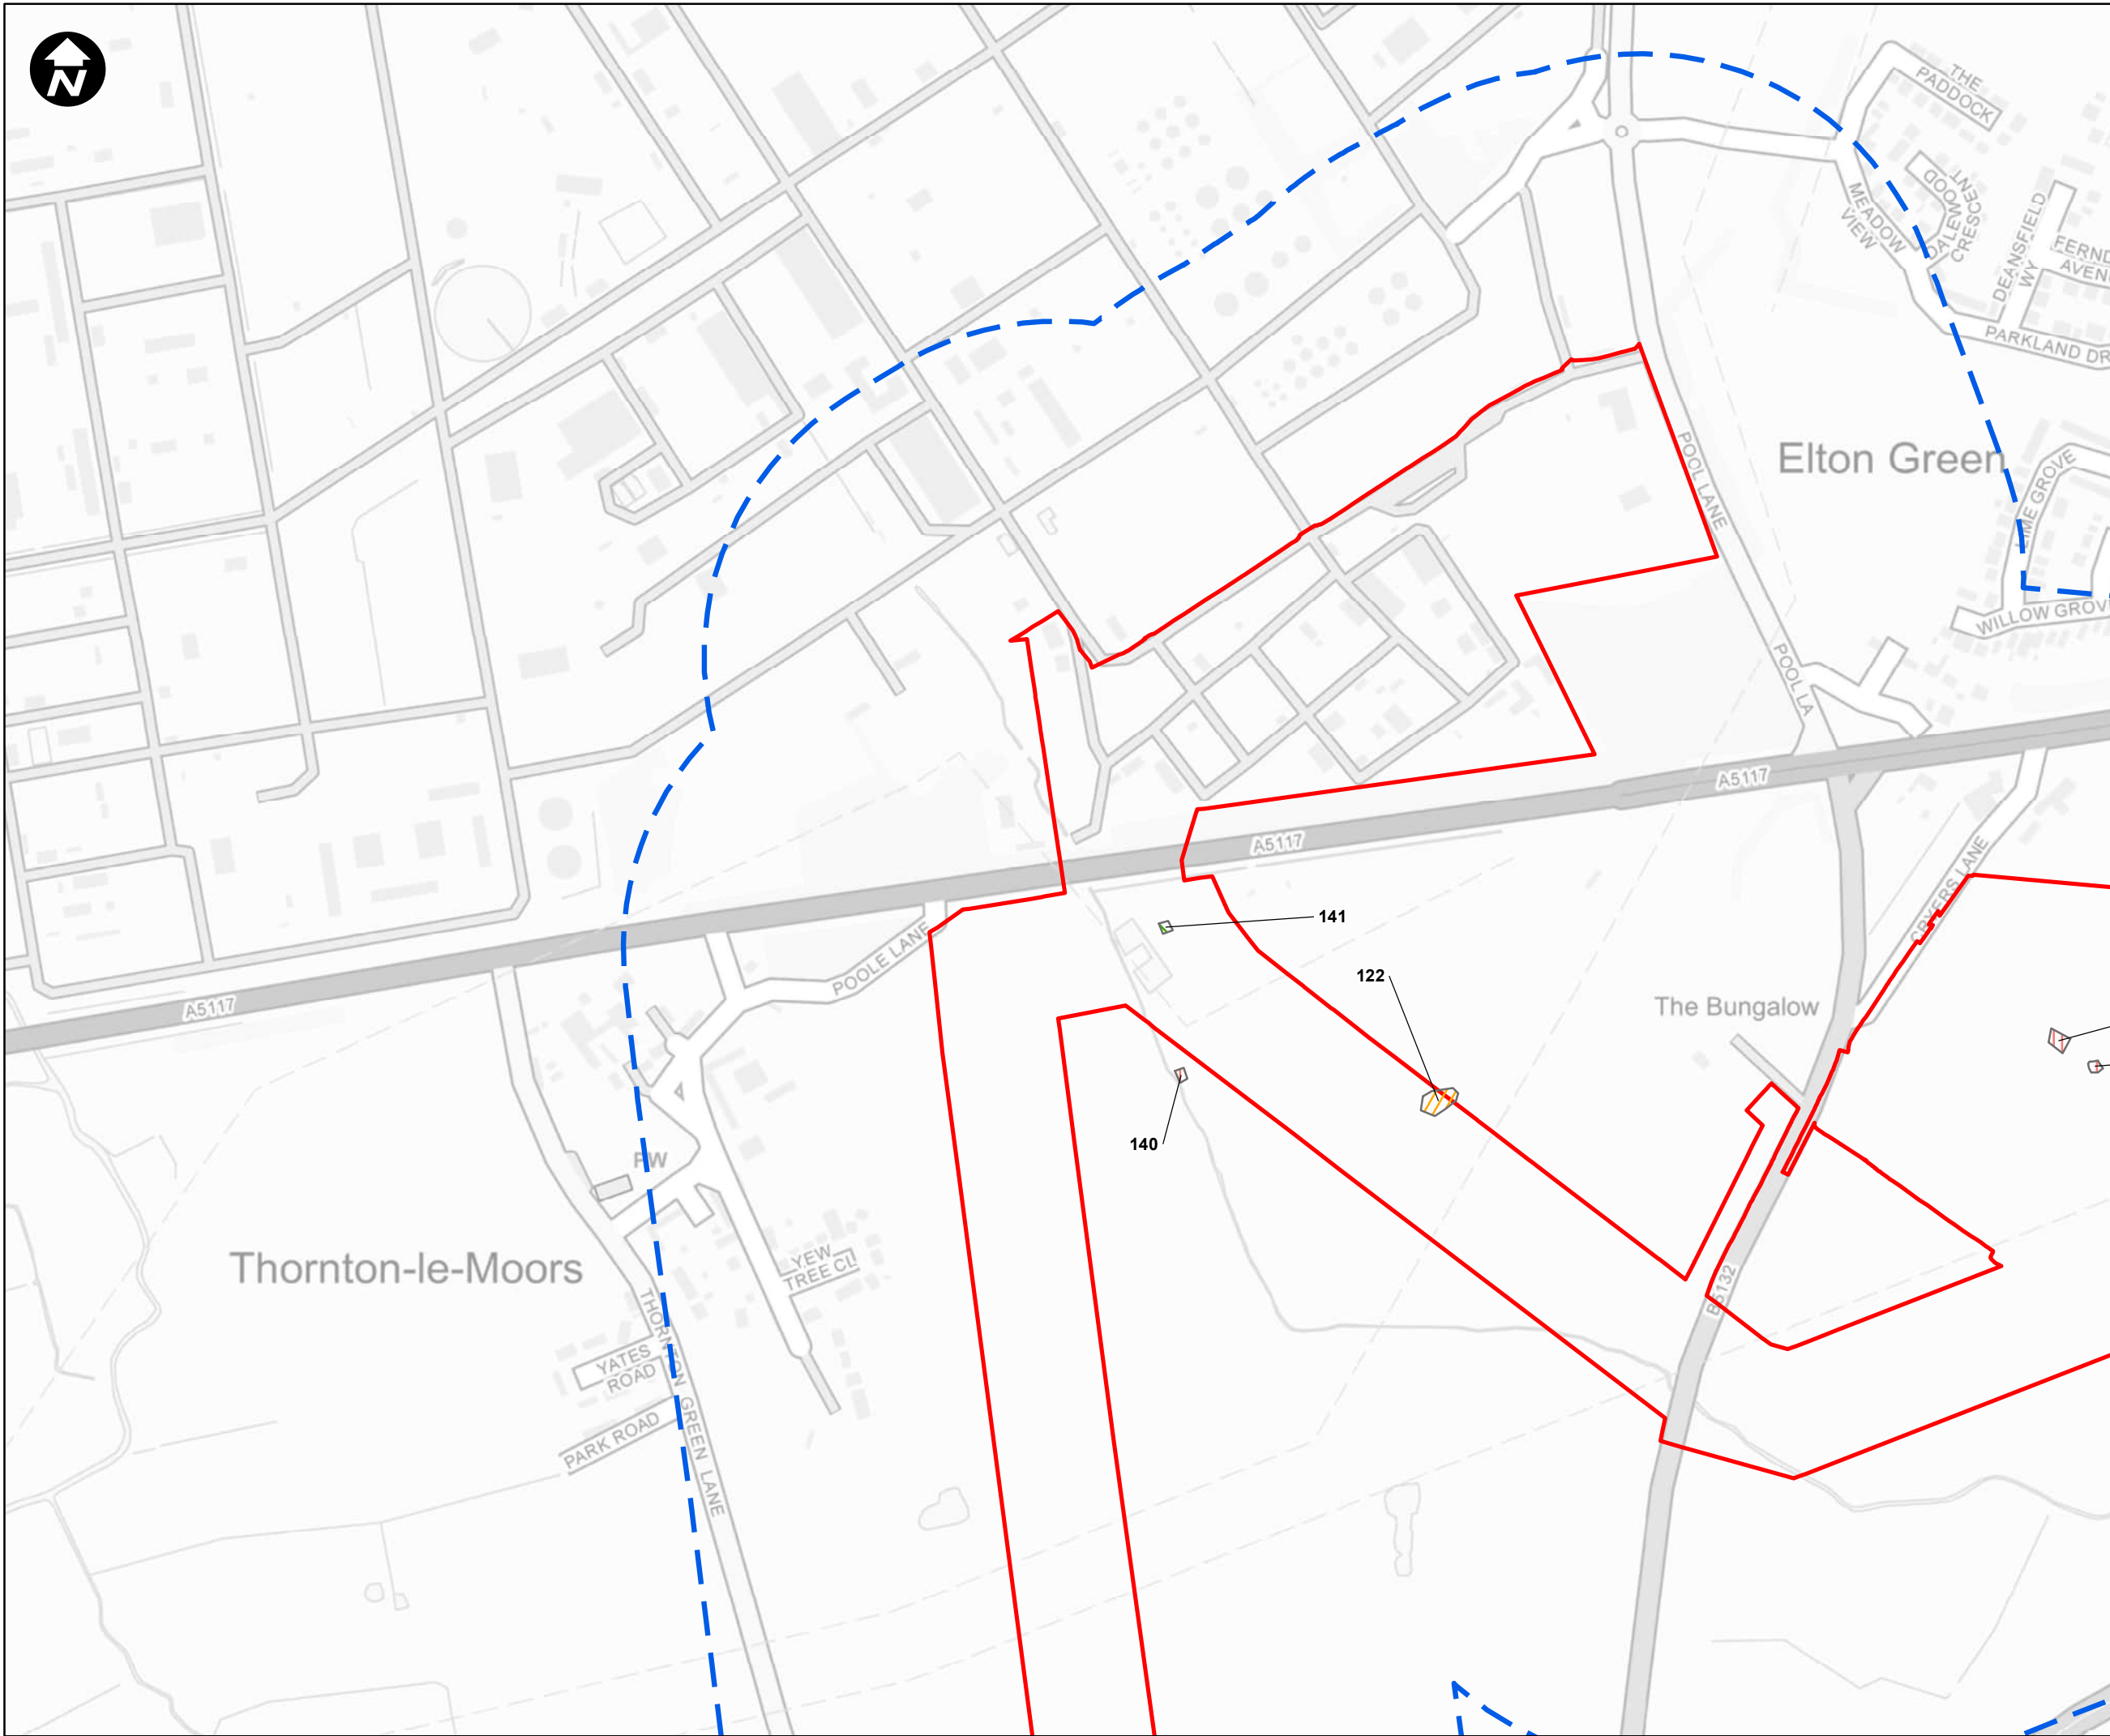 N
THE
PADDOCK
DALEWOOD
CRESCENT
MEADOW
VIEW
DEANSFIELD
WY
FERND
AVEN
PARKLAND DR
Elton Green
LIME GROVE
POOL LANE
WILLOW GROV
POOL LA
A5117
A5117
CRYERS LANE
141
122
POOLE LANE
The Bungalow
A5117
140
PW
YEW
TREE CL
Thornton-le-Moors
B5132
THORNTON GREEN LANE
YATES
ROAD
PARK ROAD